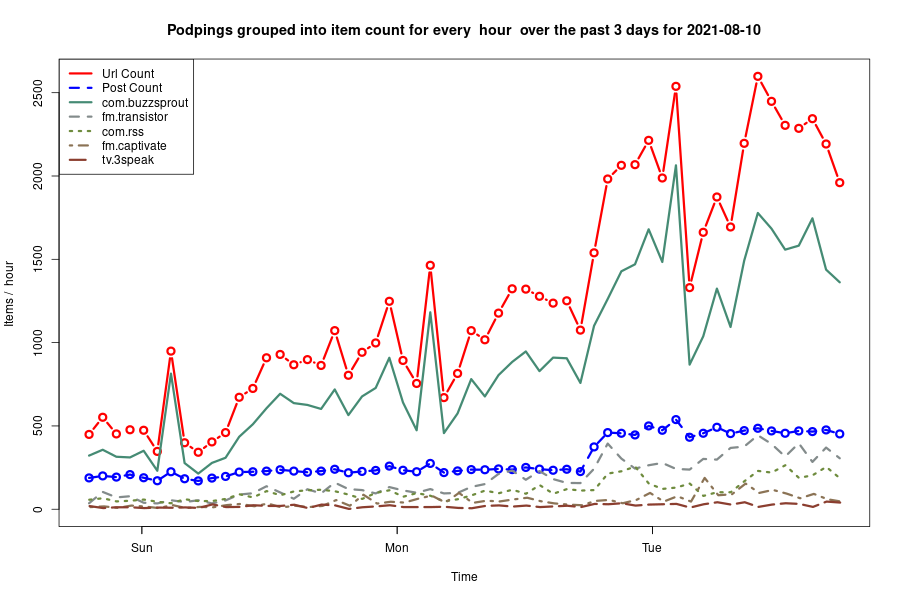 Podpings grouped into item count for every  hour  over the past 3 days for 2021-08-10
Url Count
Post Count
com.buzzsprout
fm.transistor
com.rss
fm.captivate
tv.3speak
Items /  hour
2500
2000
1500
1000
500
0
Sun Mon Tue
Time